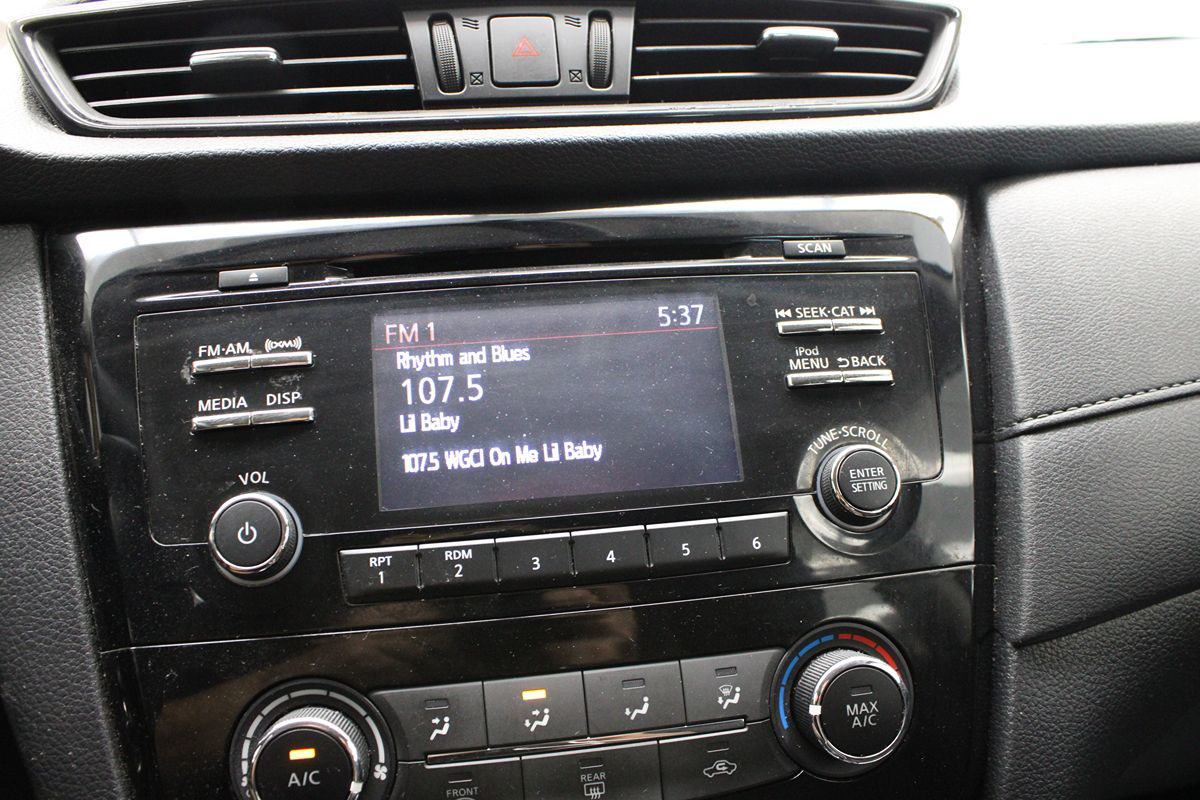 SCAN
FM 1 5:37
Rhythm and Blues
107.5
Lil Baby
107.5 WGCI On Me Lil Baby
FM·AM ((XM))
MEDIA DISP
VOL
SEEK·CAT
iPod
MENU BACK
TUNE·SCROLL
ENTER
SETTING
RPT
1
RDM
2
3
4
5
6
A/C
MAX
A/C
FRONT
REAR